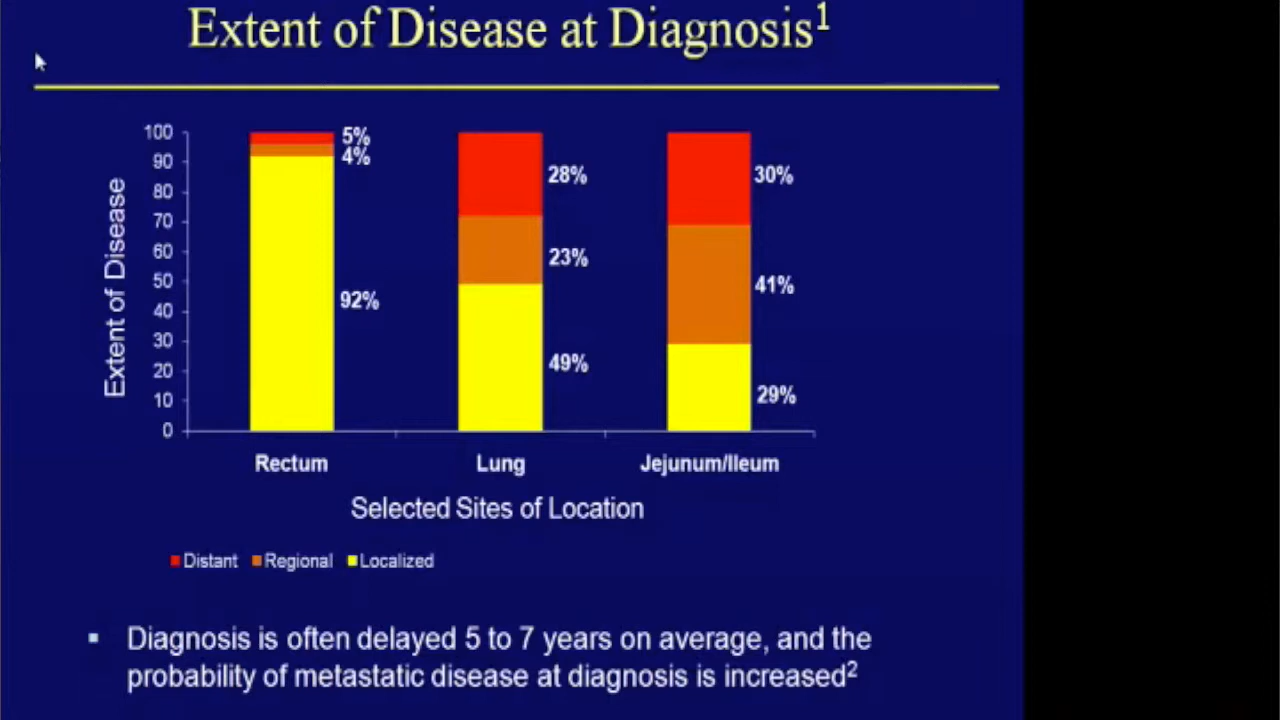 Extent of Disease at Diagnosis¹
100
90
80
70
60
50
40
30
20
10
0
Extent of Disease
5%
4%
92%
28%
23%
49%
30%
41%
29%
Rectum
Lung
Jejunum/Ileum
Selected Sites of Location
Distant
Regional
Localized
▪ Diagnosis is often delayed 5 to 7 years on average, and the
probability of metastatic disease at diagnosis is increased²